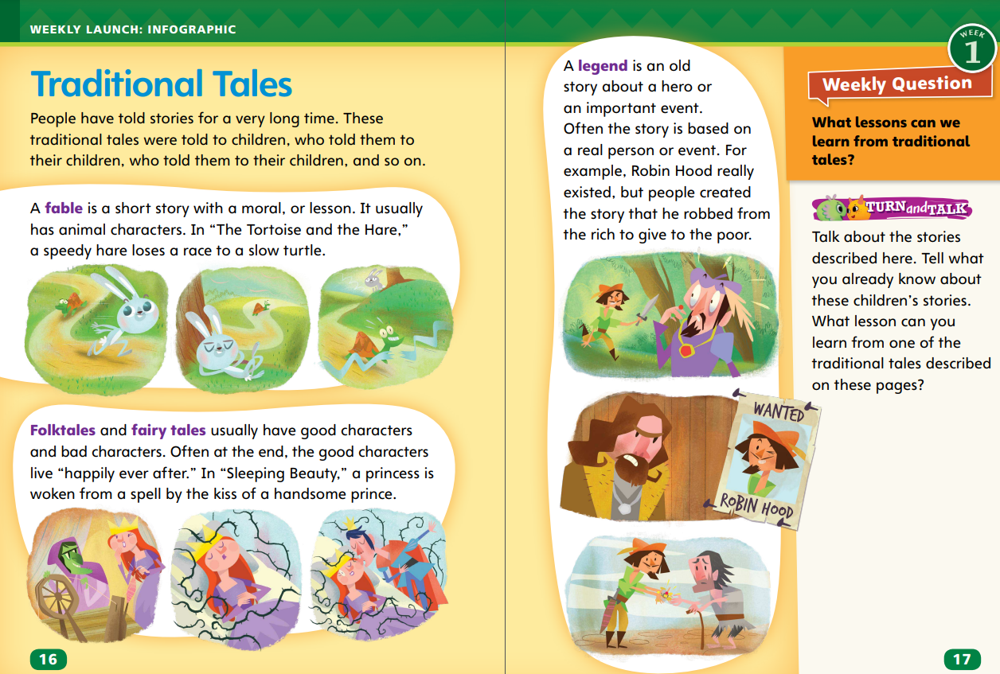 WEEKLY LAUNCH: INFOGRAPHIC
Traditional Tales
People have told stories for a very long time. These
traditional tales were told to children, who told them to
their children, who told them to their children, and so on.
A fable is a short story with a moral, or lesson. It usually
has animal characters. In “The Tortoise and the Hare,”
a speedy hare loses a race to a slow turtle.
Folktales and fairy tales usually have good characters
and bad characters. Often at the end, the good characters
live “happily ever after.” In “Sleeping Beauty,” a princess is
woken from a spell by the kiss of a handsome prince.
16
A legend is an old
story about a hero or
an important event.
Often the story is based on
a real person or event. For
example, Robin Hood really
existed, but people created
the story that he robbed from
the rich to give to the poor.
WANTED
ROBIN HOOD
WEEK
1
Weekly Question
What lessons can we
learn from traditional
tales?
TURN and TALK
Talk about the stories
described here. Tell what
you already know about
these children’s stories.
What lesson can you
learn from one of the
traditional tales described
on these pages?
17